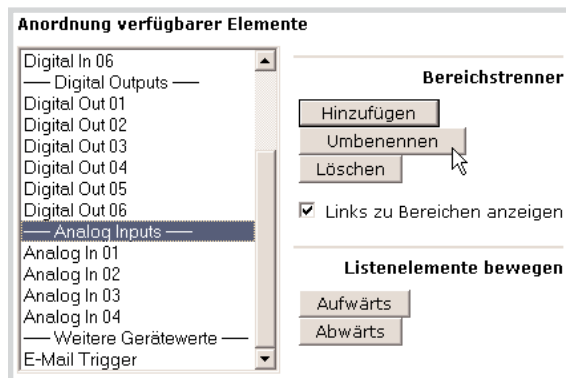 Anordnung verfügbarer Elemente
Digital In 06
—— Digital Outputs ——
Digital Out 01
Digital Out 02
Digital Out 03
Digital Out 04
Digital Out 05
Digital Out 06
—— Analog Inputs ——
Analog In 01
Analog In 02
Analog In 03
Analog In 04
—— Weitere Gerätewerte ——
E-Mail Trigger
Bereichstrenner
Hinzufügen
Umbenennen
Löschen
Links zu Bereichen anzeigen
Listenelemente bewegen
Aufwärts
Abwärts